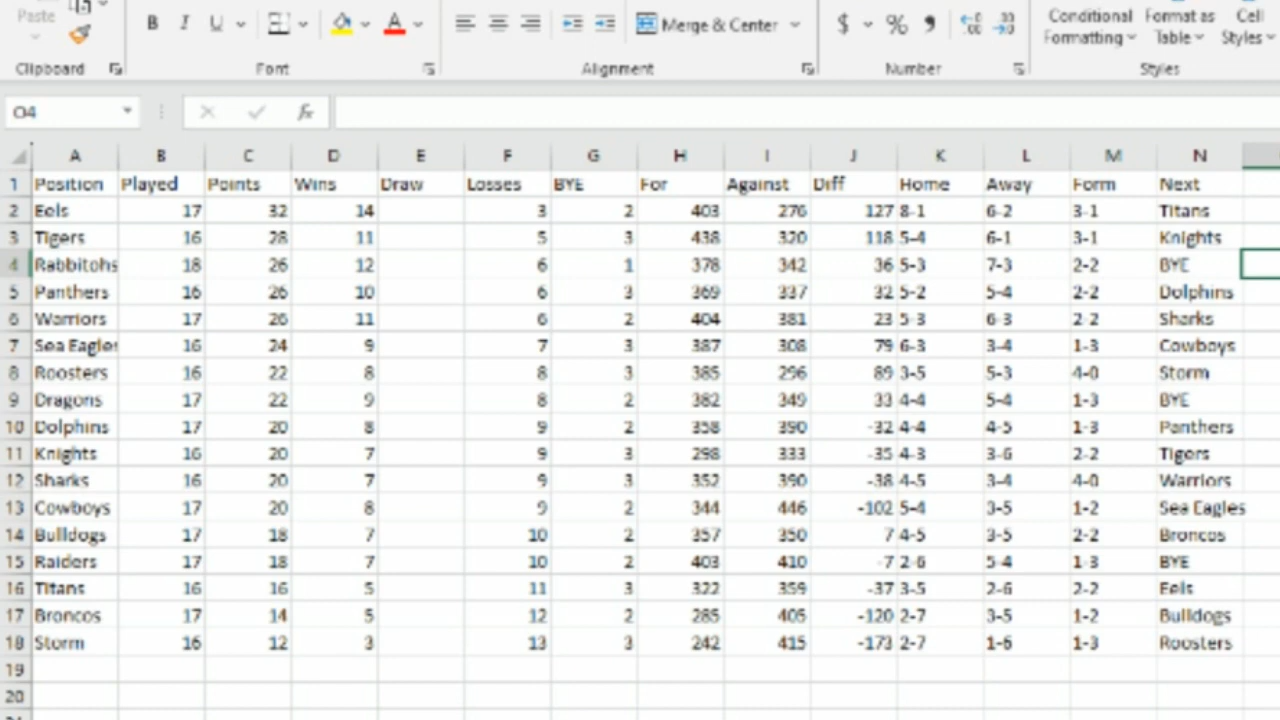 Paste
B I U A Merge & Center $ % , Conditional Format as Cell
Formatting Table Styles
Clipboard Font Alignment Number Styles
O4 fx
A B C D E F G H I J K L M N
1 Position Played Points Wins Draw Losses BYE For Against Diff Home Away Form Next
2 Eels 17 32 14 3 2 403 276 127 8-1 6-2 3-1 Titans
3 Tigers 16 28 11 5 3 438 320 118 5-4 6-1 3-1 Knights
4 Rabbitohs 18 26 12 6 1 378 342 36 5-3 7-3 2-2 BYE
5 Panthers 16 26 10 6 3 369 337 32 5-2 5-4 2-2 Dolphins
6 Warriors 17 26 11 6 2 404 381 23 5-3 6-3 2-2 Sharks
7 Sea Eagles 16 24 9 7 3 387 308 79 6-3 3-4 1-3 Cowboys
8 Roosters 16 22 8 8 3 385 296 89 3-5 5-3 4-0 Storm
9 Dragons 17 22 9 8 2 382 349 33 4-4 5-4 1-3 BYE
10 Dolphins 17 20 8 9 2 358 390 -32 4-4 4-5 1-3 Panthers
11 Knights 16 20 7 9 3 298 333 -35 4-3 3-6 2-2 Tigers
12 Sharks 16 20 7 9 3 352 390 -38 4-5 3-4 4-0 Warriors
13 Cowboys 17 20 8 9 2 344 446 -102 5-4 3-5 1-2 Sea Eagles
14 Bulldogs 17 18 7 10 2 357 350 7 4-5 3-5 2-2 Broncos
15 Raiders 17 18 7 10 2 403 410 -7 2-6 5-4 1-3 BYE
16 Titans 16 16 5 11 3 322 359 -37 3-5 2-6 2-2 Eels
17 Broncos 17 14 5 12 2 285 405 -120 2-7 3-5 1-2 Bulldogs
18 Storm 16 12 3 13 3 242 415 -173 2-7 1-6 1-3 Roosters
19
20